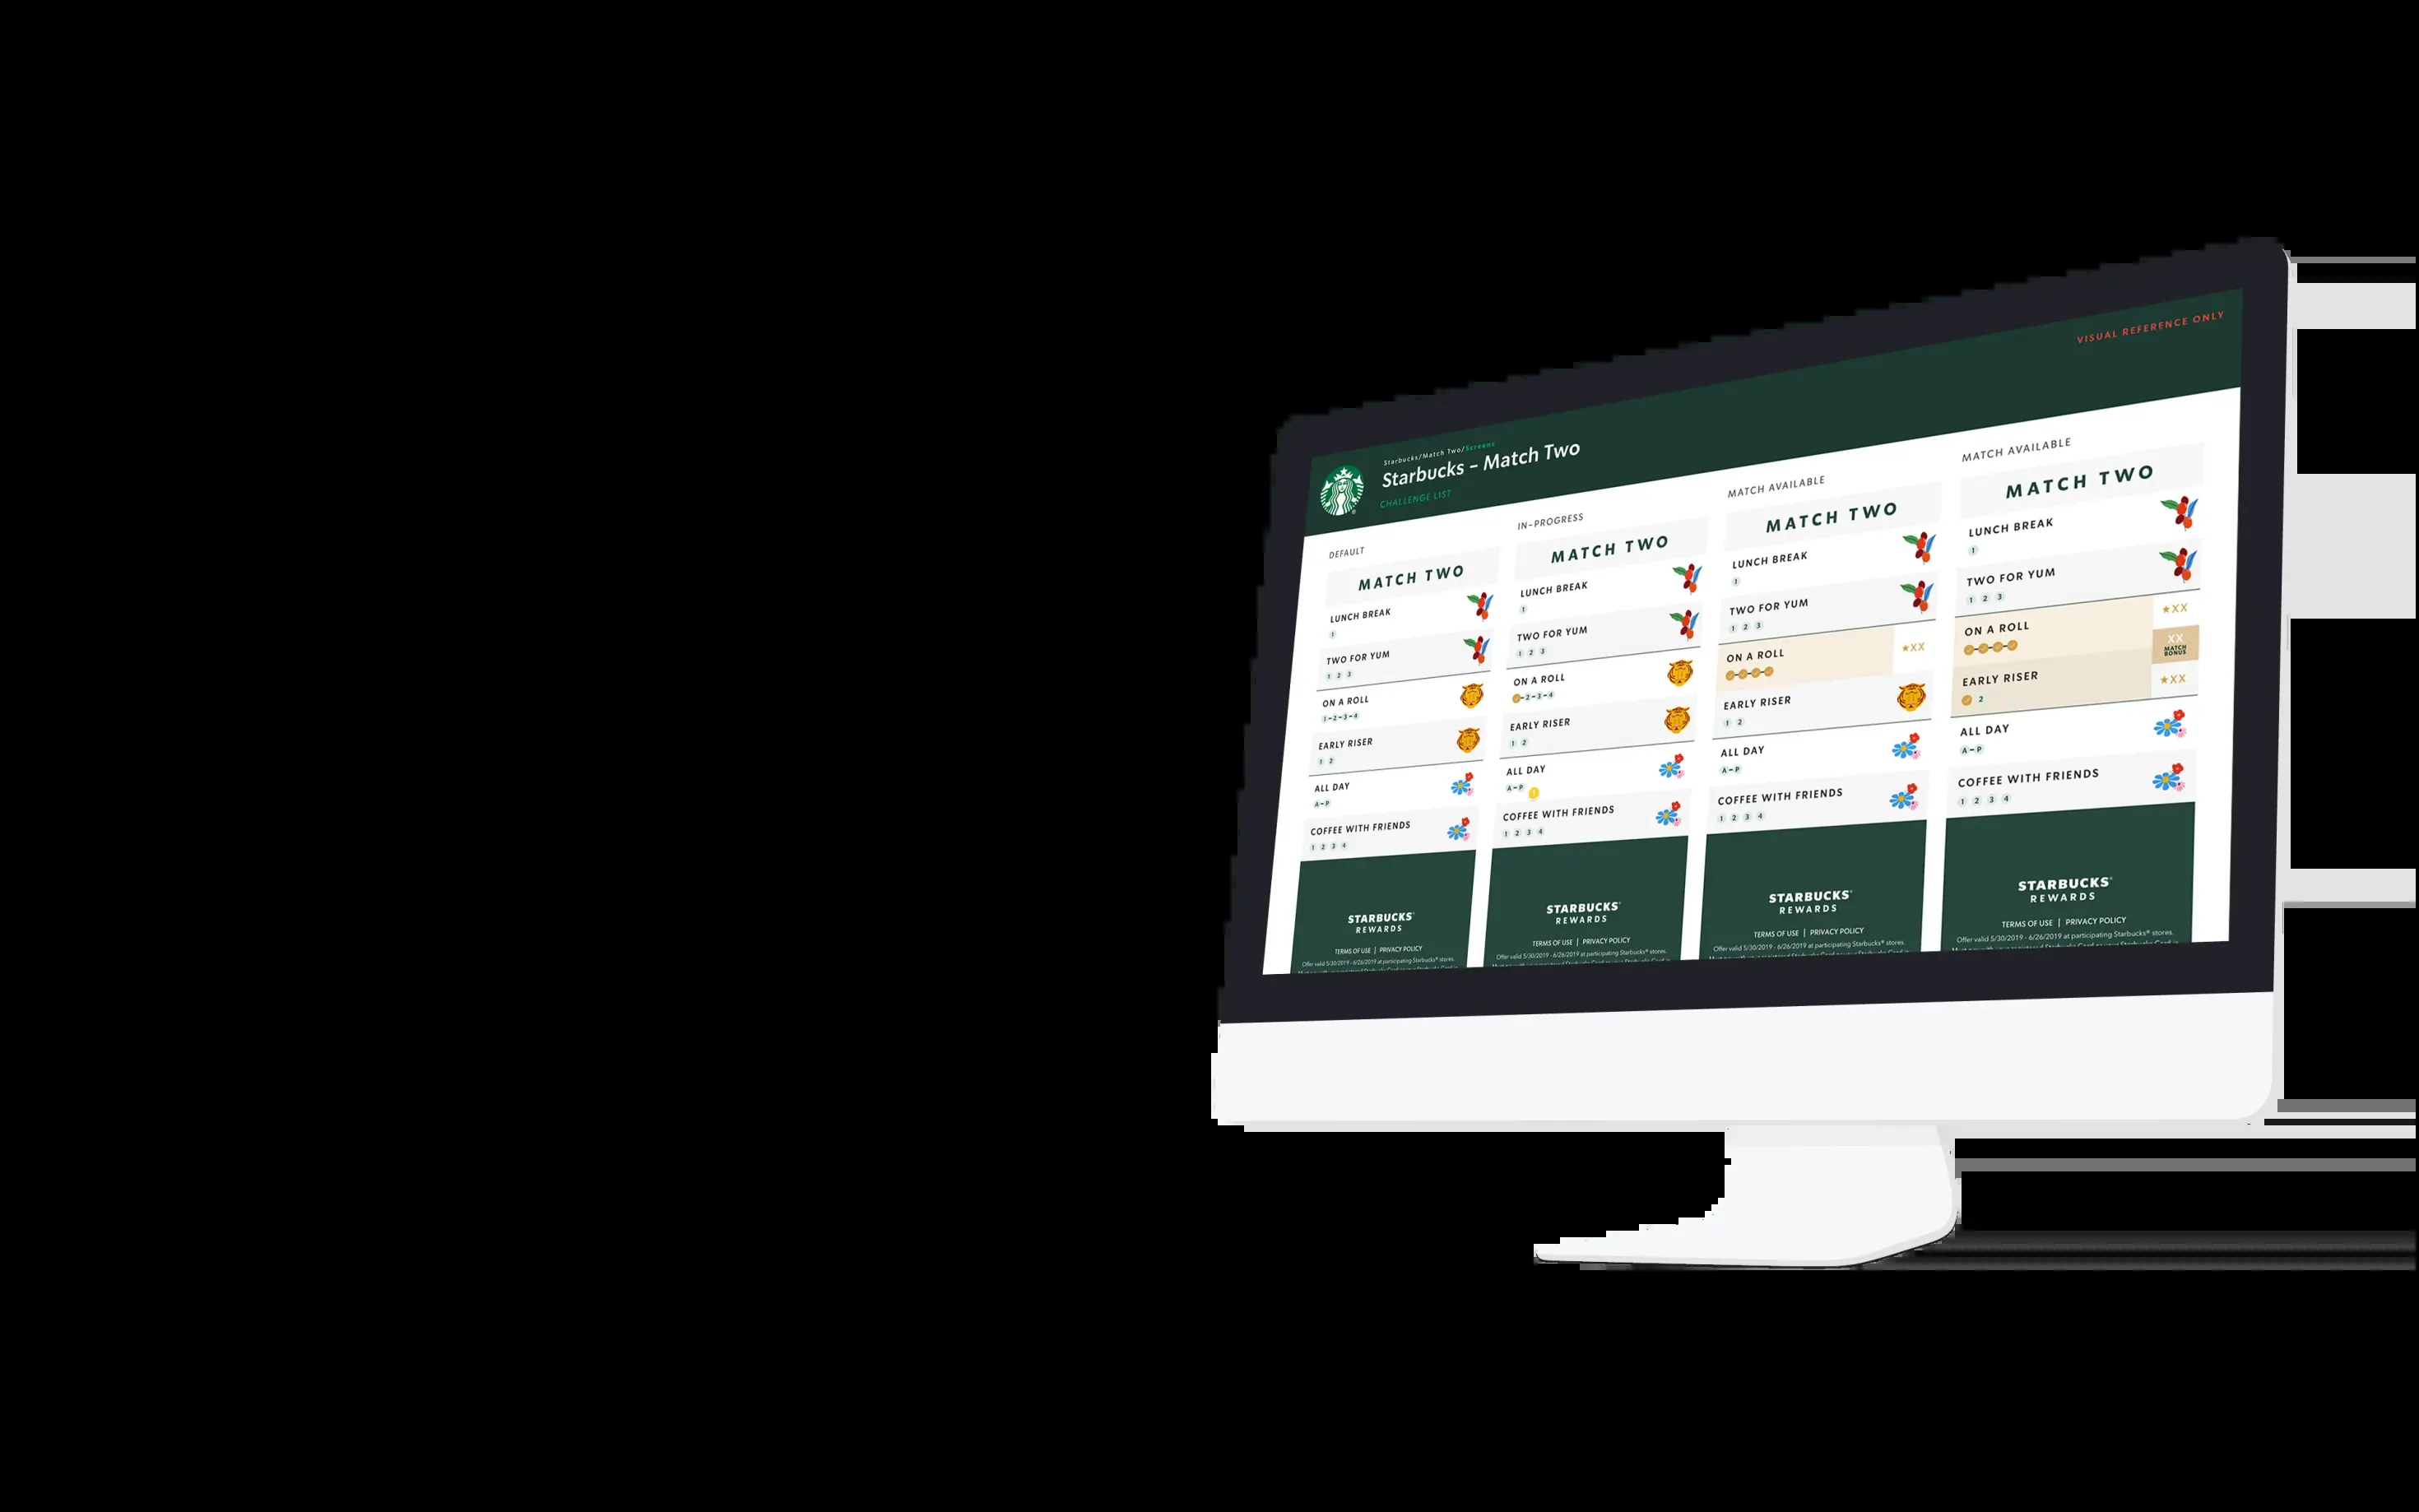 VISUAL REFERENCE ONLY
Starbucks/Match Two/Screens
Starbucks – Match Two
CHALLENGE LIST
DEFAULT
MATCH TWO
LUNCH BREAK
1
TWO FOR YUM
1 2 3
ON A ROLL
1-2-3-4
EARLY RISER
1 2
ALL DAY
A-P
COFFEE WITH FRIENDS
1 2 3 4
STARBUCKS®
REWARDS
TERMS OF USE | PRIVACY POLICY
Offer valid 5/30/2019 - 6/26/2019 at participating Starbucks® stores.
IN-PROGRESS
MATCH TWO
LUNCH BREAK
1
TWO FOR YUM
1 2 3
ON A ROLL
2-3-4
EARLY RISER
1 2
ALL DAY
A-P
COFFEE WITH FRIENDS
1 2 3 4
STARBUCKS®
REWARDS
TERMS OF USE | PRIVACY POLICY
Offer valid 5/30/2019 - 6/26/2019 at participating Starbucks® stores.
MATCH AVAILABLE
MATCH TWO
LUNCH BREAK
1
TWO FOR YUM
1 2 3
ON A ROLL
★XX
EARLY RISER
1 2
ALL DAY
A-P
COFFEE WITH FRIENDS
1 2 3 4
STARBUCKS®
REWARDS
TERMS OF USE | PRIVACY POLICY
Offer valid 5/30/2019 - 6/26/2019 at participating Starbucks® stores.
MATCH AVAILABLE
MATCH TWO
LUNCH BREAK
1
TWO FOR YUM
1 2 3
★XX
ON A ROLL
XX
MATCH
BONUS
EARLY RISER
★XX
2
ALL DAY
A-P
COFFEE WITH FRIENDS
1 2 3 4
STARBUCKS®
REWARDS
TERMS OF USE | PRIVACY POLICY
Offer valid 5/30/2019 - 6/26/2019 at participating Starbucks® stores.